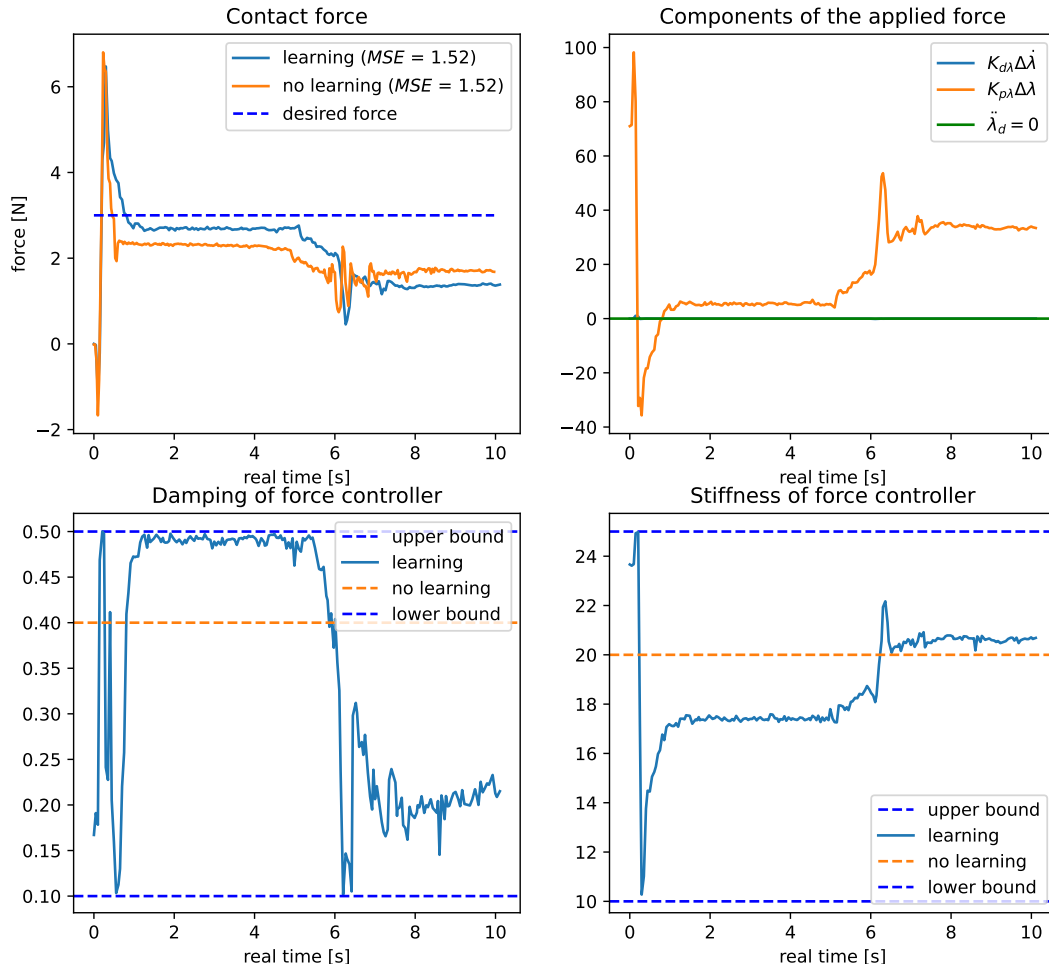 Contact force
learning (MSE = 1.52)
no learning (MSE = 1.52)
desired force
force [N]
6
4
2
0
−2
0 2 4 6 8 10
real time [s]
Components of the applied force
K_{dλ}Δλ̇
K_{pλ}Δλ
λ̈_d = 0
100
80
60
40
20
0
−20
−40
0 2 4 6 8 10
real time [s]
Damping of force controller
upper bound
learning
no learning
lower bound
0.50
0.45
0.40
0.35
0.30
0.25
0.20
0.15
0.10
0 2 4 6 8 10
real time [s]
Stiffness of force controller
24
22
20
18
16
14
12
10
upper bound
learning
no learning
lower bound
0 2 4 6 8 10
real time [s]